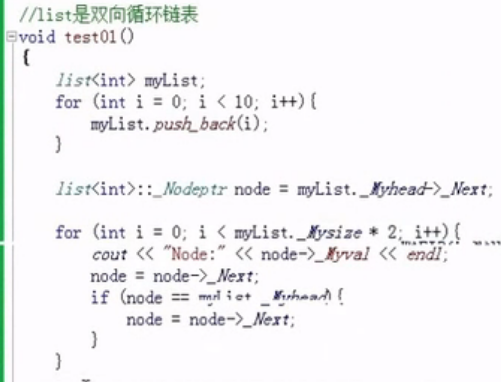 //list是双向循环链表
void test01()
{
list<int> myList;
for (int i = 0; i < 10; i++){
myList.push_back(i);
}
list<int>::_Nodeptr node = myList._Myhead->_Next;
for (int i = 0; i < myList._Mysize * 2; i++){
cout << "Node:" << node->_Myval << endl;
node = node->_Next;
if (node == myList._Myhead){
node = node->_Next;
}
}